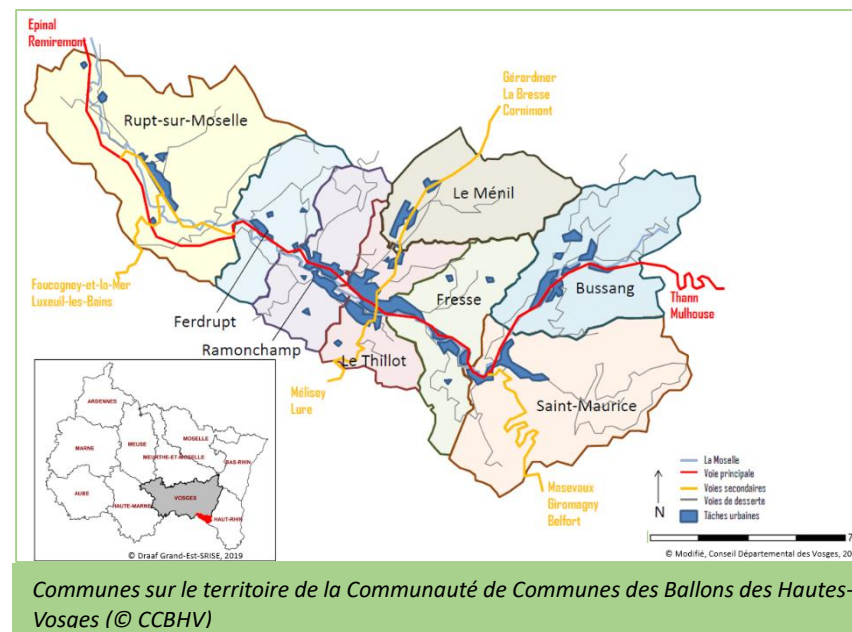 Epinal
Remiremont
Gérardmer
La Bresse
Cornimont
Rupt-sur-Moselle
Le Ménil
Faucogney-et-la-Mer
Luxeuil-les-Bains
Ferdrupt
Ramonchamp
Fresse
Bussang
Thann
Mulhouse
Le Thillot
Mélisey
Lure
Saint-Maurice
Masevaux
Giromagny
Belfort
ARDENNES
MARNE
MEUSE
MOSELLE
MEURTHE-ET-MOSELLE
BAS-RHIN
AUBE
HAUTE-MARNE
VOSGES
HAUT-RHIN
© Draaf Grand-Est-SRISE, 2019
La Moselle
Voie principale
Voies secondaires
Voies de desserte
Tâches urbaines
N
7
© Modifié, Conseil Départemental des Vosges, 20
Communes sur le territoire de la Communauté de Communes des Ballons des Hautes-
Vosges (© CCBHV)